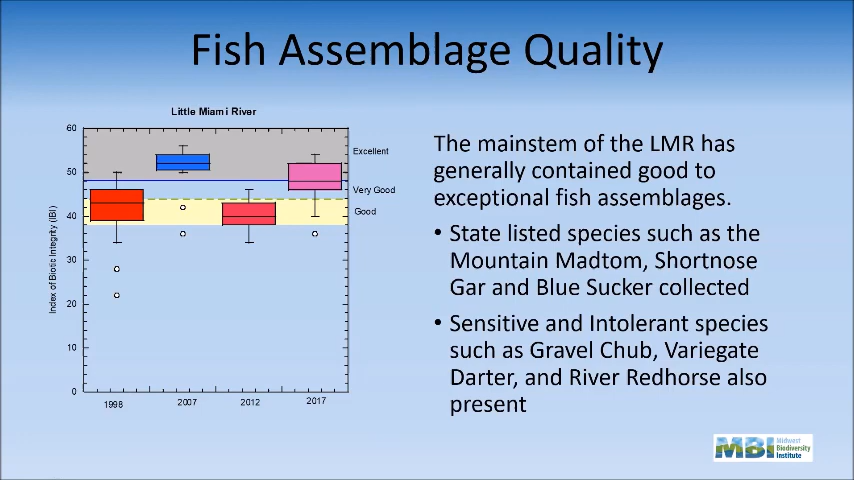 Fish Assemblage Quality
Little Miami River
60
50
40
30
20
10
0
Index of Biotic Integrity (IBI)
Excellent
Very Good
Good
1998
2007
2012
2017
The mainstem of the LMR has
generally contained good to
exceptional fish assemblages.
• State listed species such as the
Mountain Madtom, Shortnose
Gar and Blue Sucker collected
• Sensitive and Intolerant species
such as Gravel Chub, Variegate
Darter, and River Redhorse also
present
MBI
Midwest
Biodiversity
Institute